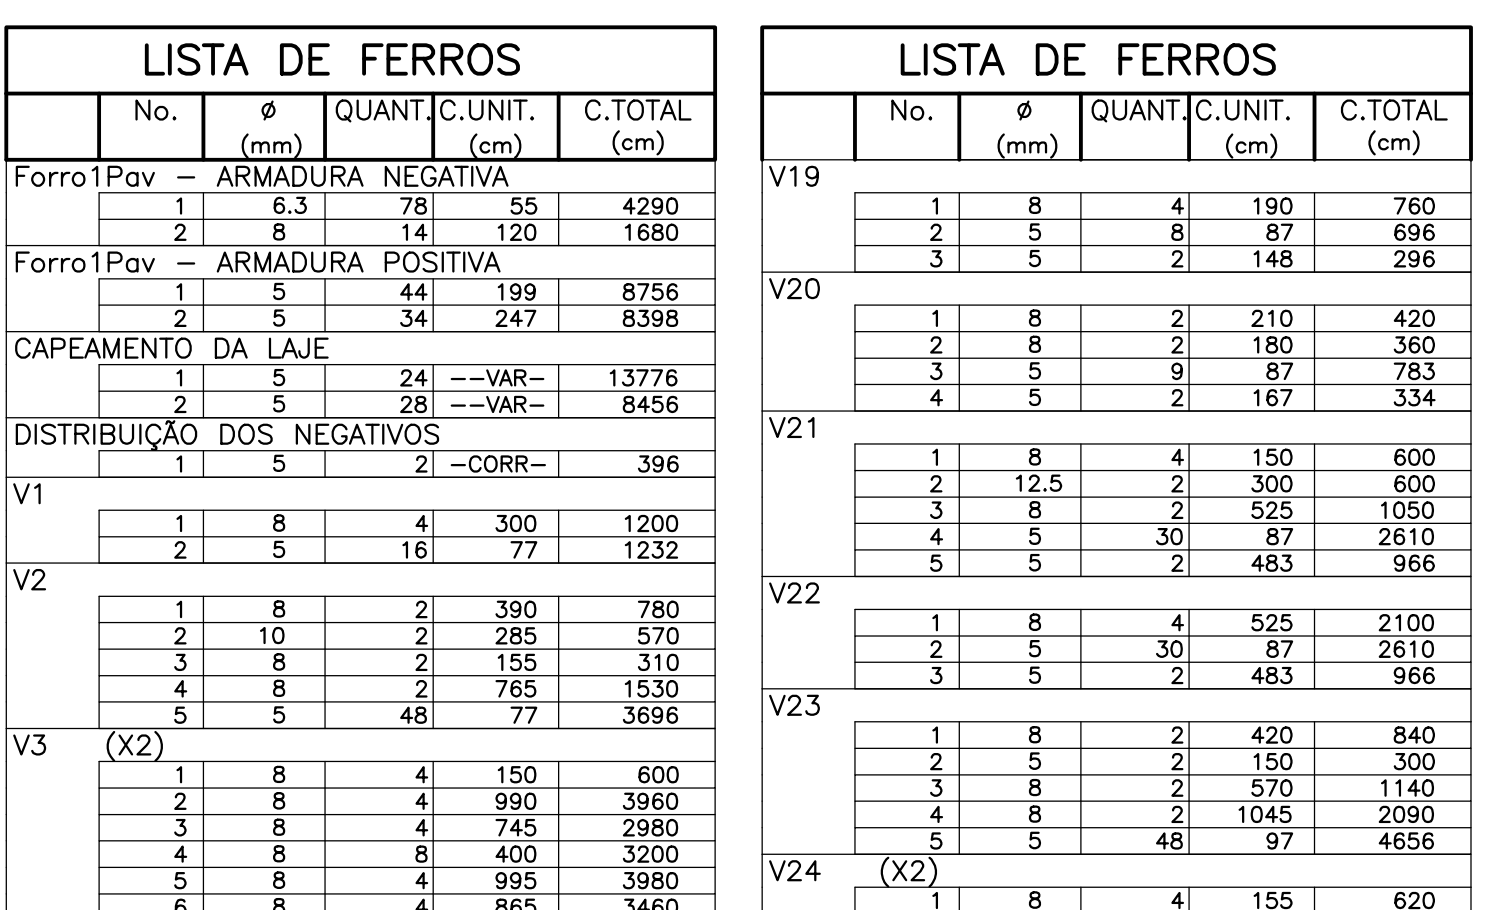 LISTA DE FERROS
No. ø QUANT. C.UNIT. C.TOTAL
(mm) (cm) (cm)
Forro1Pav – ARMADURA NEGATIVA
1 6.3 78 55 4290
2 8 14 120 1680
Forro1Pav – ARMADURA POSITIVA
1 5 44 199 8756
2 5 34 247 8398
CAPEAMENTO DA LAJE
1 5 24 --VAR- 13776
2 5 28 --VAR- 8456
DISTRIBUIÇÃO DOS NEGATIVOS
1 5 2 -CORR- 396
V1
1 8 4 300 1200
2 5 16 77 1232
V2
1 8 2 390 780
2 10 2 285 570
3 8 2 155 310
4 8 2 765 1530
5 5 48 77 3696
V3 (X2)
1 8 4 150 600
2 8 4 990 3960
3 8 4 745 2980
4 8 8 400 3200
5 8 4 995 3980
6 8 4 865 3460
LISTA DE FERROS
No. ø QUANT. C.UNIT. C.TOTAL
(mm) (cm) (cm)
V19
1 8 4 190 760
2 5 8 87 696
3 5 2 148 296
V20
1 8 2 210 420
2 8 2 180 360
3 5 9 87 783
4 5 2 167 334
V21
1 8 4 150 600
2 12.5 2 300 600
3 8 2 525 1050
4 5 30 87 2610
5 5 2 483 966
V22
1 8 4 525 2100
2 5 30 87 2610
3 5 2 483 966
V23
1 8 2 420 840
2 5 2 150 300
3 8 2 570 1140
4 8 2 1045 2090
5 5 48 97 4656
V24 (X2)
1 8 4 155 620